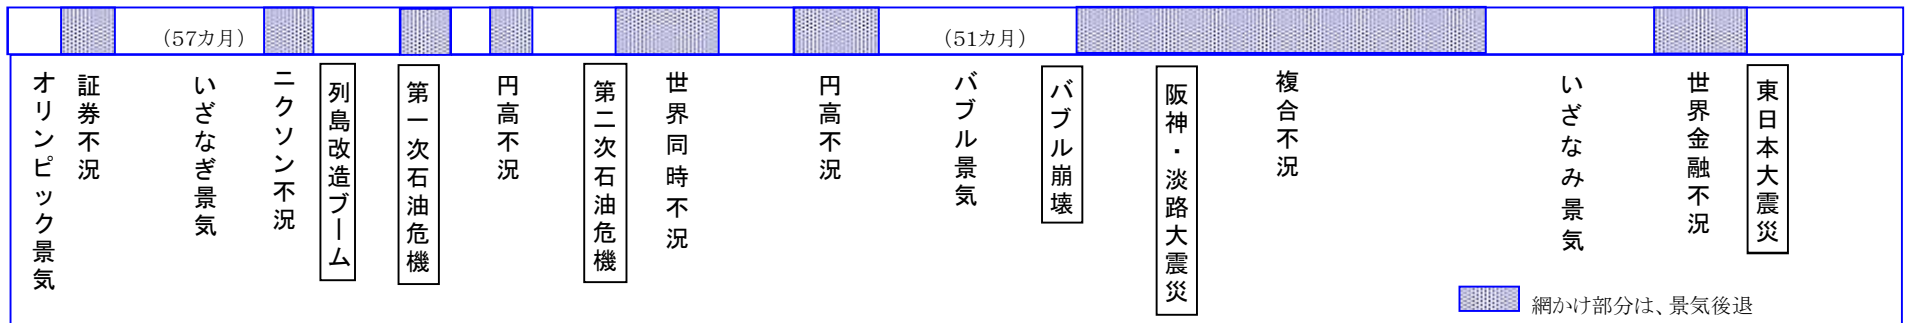 （57カ月）
（51カ月）
オリンピック景気
証券不況
いざなぎ景気
ニクソン不況
列島改造ブーム
第一次石油危機
円高不況
第二次石油危機
世界同時不況
円高不況
バブル景気
バブル崩壊
阪神・淡路大震災
複合不況
いざなみ景気
世界金融不況
東日本大震災
網かけ部分は、景気後退